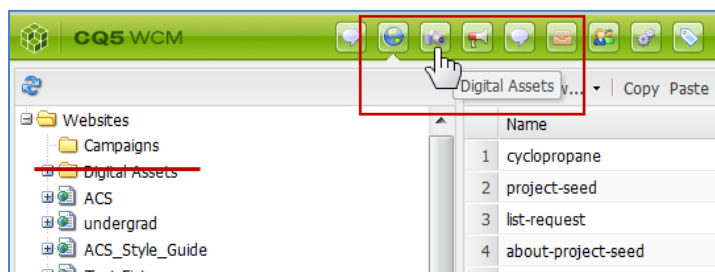 CQ5 WCM
Digital Assets
Copy Paste
Websites
Campaigns
Digital Assets
ACS
undergrad
ACS_Style_Guide
Name
1 cyclopropane
2 project-seed
3 list-request
4 about-project-seed